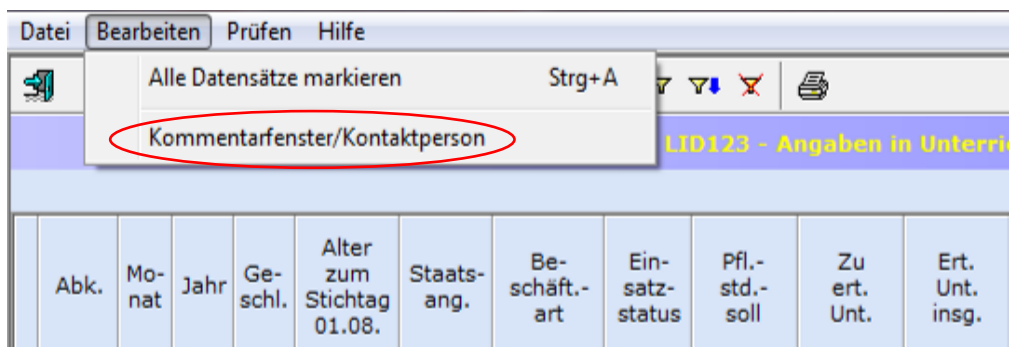 Datei Bearbeiten Prüfen Hilfe
Alle Datensätze markieren Strg+A
Kommentarfenster/Kontaktperson
LID123 - Angaben in
Abk.
Mo-
nat
Jahr
Ge-
schl.
Alter
zum
Stichtag
01.08.
Staats-
ang.
Be-
schäft.-
art
Ein-
satz-
status
Pfl.-
std.-
soll
Zu
ert.
Unt.
Ert.
Unt.
insg.